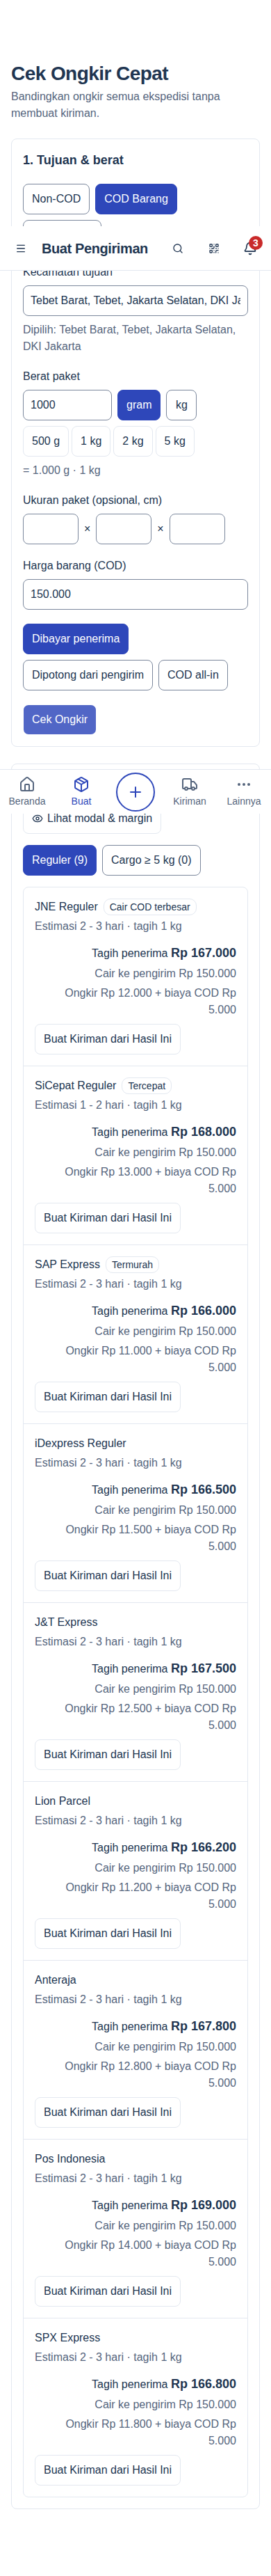 Cek Ongkir Cepat
Bandingkan ongkir semua ekspedisi tanpa
membuat kiriman.
1. Tujuan & berat
Non-COD
COD Barang
Buat Pengiriman
3
Kecamatan tujuan
Tebet Barat, Tebet, Jakarta Selatan, DKI Ja
Dipilih: Tebet Barat, Tebet, Jakarta Selatan,
DKI Jakarta
Berat paket
1000
gram
kg
500 g
1 kg
2 kg
5 kg
= 1.000 g · 1 kg
Ukuran paket (opsional, cm)
× ×
Harga barang (COD)
150.000
Dibayar penerima
Dipotong dari pengirim
COD all-in
Cek Ongkir
Beranda
Buat
Kiriman
Lainnya
Lihat modal & margin
Reguler (9)
Cargo ≥ 5 kg (0)
JNE Reguler Cair COD terbesar
Estimasi 2 - 3 hari · tagih 1 kg
Tagih penerima Rp 167.000
Cair ke pengirim Rp 150.000
Ongkir Rp 12.000 + biaya COD Rp
5.000
Buat Kiriman dari Hasil Ini
SiCepat Reguler Tercepat
Estimasi 1 - 2 hari · tagih 1 kg
Tagih penerima Rp 168.000
Cair ke pengirim Rp 150.000
Ongkir Rp 13.000 + biaya COD Rp
5.000
Buat Kiriman dari Hasil Ini
SAP Express Termurah
Estimasi 2 - 3 hari · tagih 1 kg
Tagih penerima Rp 166.000
Cair ke pengirim Rp 150.000
Ongkir Rp 11.000 + biaya COD Rp
5.000
Buat Kiriman dari Hasil Ini
iDexpress Reguler
Estimasi 2 - 3 hari · tagih 1 kg
Tagih penerima Rp 166.500
Cair ke pengirim Rp 150.000
Ongkir Rp 11.500 + biaya COD Rp
5.000
Buat Kiriman dari Hasil Ini
J&T Express
Estimasi 2 - 3 hari · tagih 1 kg
Tagih penerima Rp 167.500
Cair ke pengirim Rp 150.000
Ongkir Rp 12.500 + biaya COD Rp
5.000
Buat Kiriman dari Hasil Ini
Lion Parcel
Estimasi 2 - 3 hari · tagih 1 kg
Tagih penerima Rp 166.200
Cair ke pengirim Rp 150.000
Ongkir Rp 11.200 + biaya COD Rp
5.000
Buat Kiriman dari Hasil Ini
Anteraja
Estimasi 2 - 3 hari · tagih 1 kg
Tagih penerima Rp 167.800
Cair ke pengirim Rp 150.000
Ongkir Rp 12.800 + biaya COD Rp
5.000
Buat Kiriman dari Hasil Ini
Pos Indonesia
Estimasi 2 - 3 hari · tagih 1 kg
Tagih penerima Rp 169.000
Cair ke pengirim Rp 150.000
Ongkir Rp 14.000 + biaya COD Rp
5.000
Buat Kiriman dari Hasil Ini
SPX Express
Estimasi 2 - 3 hari · tagih 1 kg
Tagih penerima Rp 166.800
Cair ke pengirim Rp 150.000
Ongkir Rp 11.800 + biaya COD Rp
5.000
Buat Kiriman dari Hasil Ini